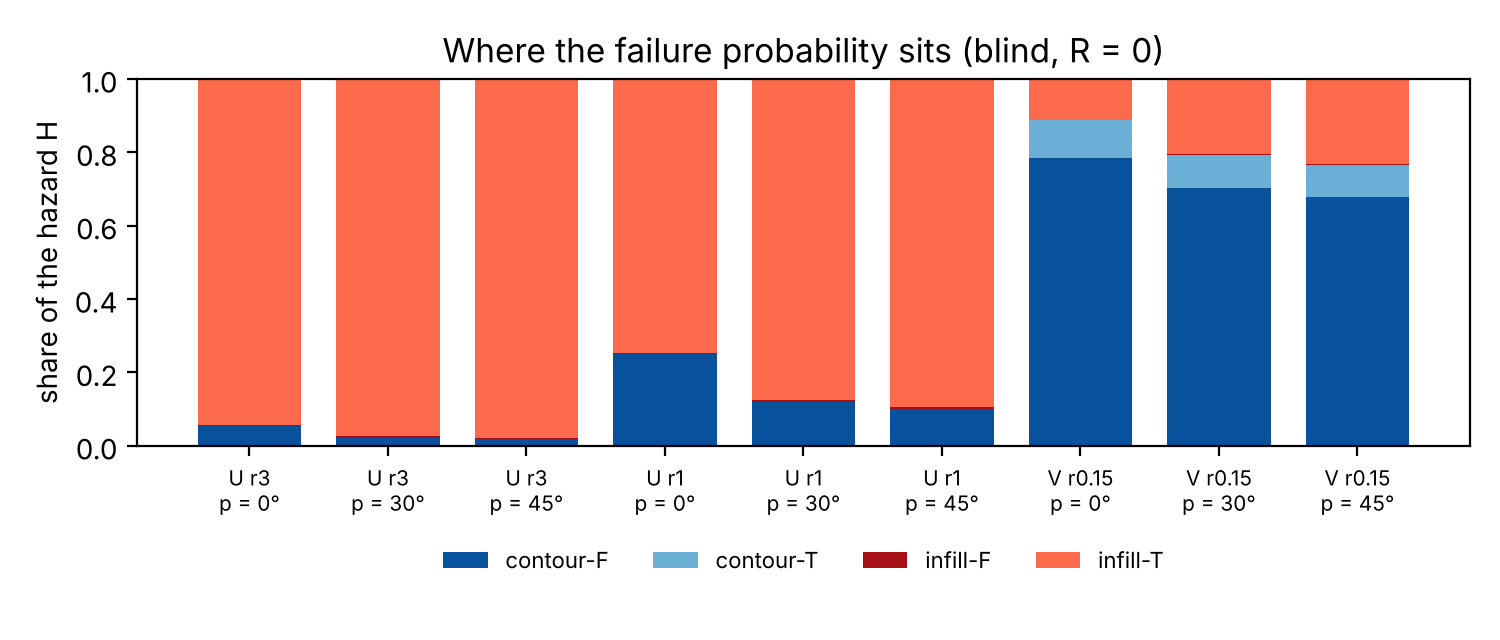 Where the failure probability sits (blind, R = 0)
share of the hazard H
1.0
0.8
0.6
0.4
0.2
0.0
U r3
p = 0°
U r3
p = 30°
U r3
p = 45°
U r1
p = 0°
U r1
p = 30°
U r1
p = 45°
V r0.15
p = 0°
V r0.15
p = 30°
V r0.15
p = 45°
contour-F
contour-T
infill-F
infill-T